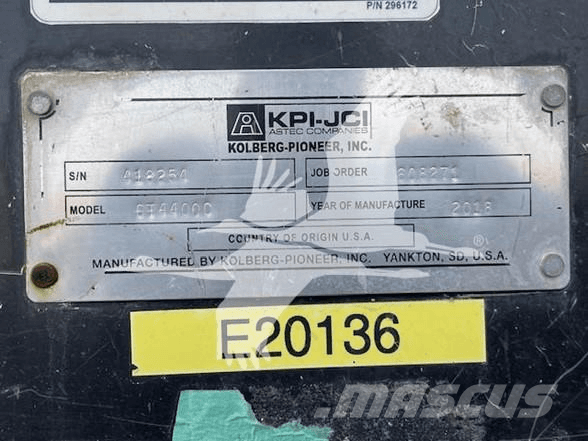 P/N 296172
KPI-JCI
ASTEC COMPANIES
KOLBERG-PIONEER, INC.
S/N 418254 JOB ORDER 608271
MODEL YEAR OF MANUFACTURE 2018
COUNTRY OF ORIGIN U.S.A.
®
MANUFACTURED BY KOLBERG-PIONEER, INC. YANKTON, SD, U.S.A.
E20136
MASCUS